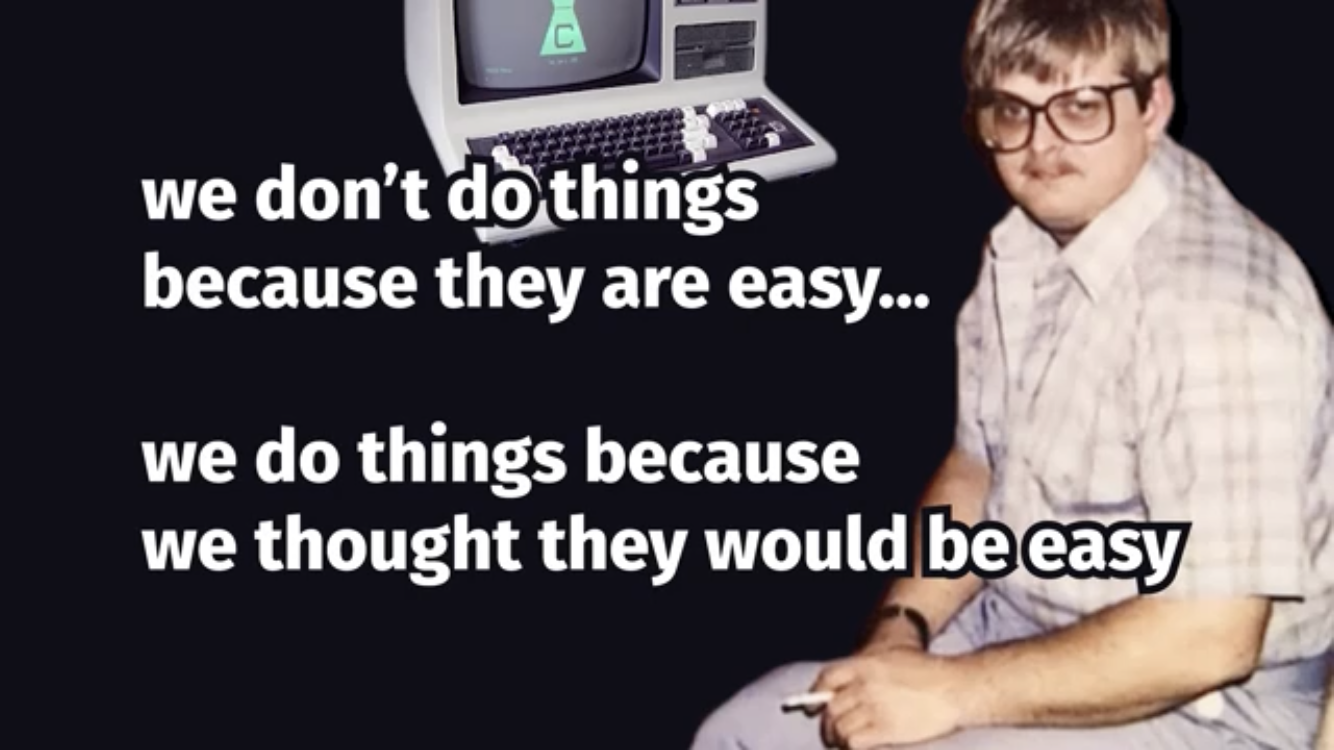 C
we don’t do things
because they are easy...
we do things because
we thought they would be easy